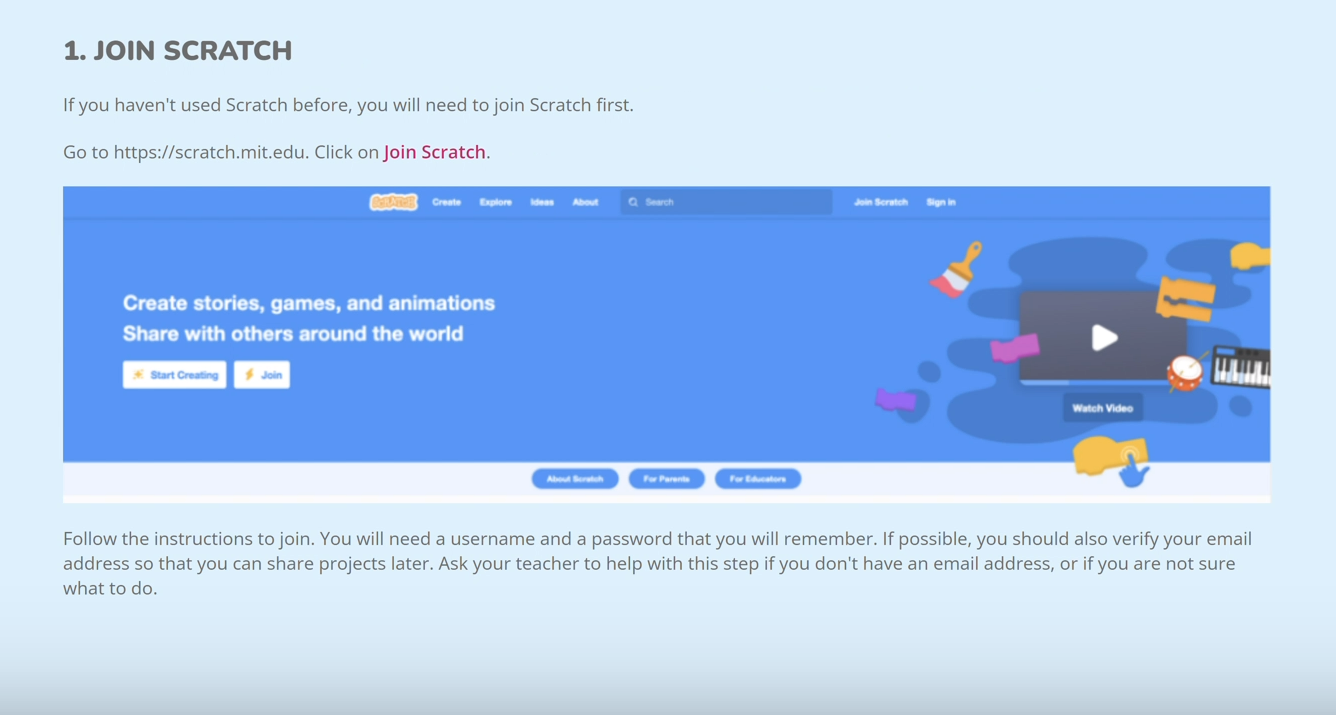 1. JOIN SCRATCH
If you haven't used Scratch before, you will need to join Scratch first.
Go to https://scratch.mit.edu. Click on Join Scratch.
SCRATCH Create Explore Ideas About Search Join Scratch Sign in
Create stories, games, and animations
Share with others around the world
Start Creating Join
Watch Video
About Scratch For Parents For Educators
Follow the instructions to join. You will need a username and a password that you will remember. If possible, you should also verify your email
address so that you can share projects later. Ask your teacher to help with this step if you don't have an email address, or if you are not sure
what to do.